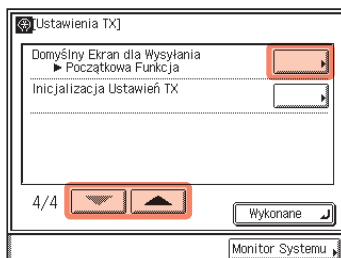 [Ustawienia TX]
Domyślny Ekran dla Wysyłania
► Początkowa Funkcja
Inicjalizacja Ustawień TX
4/4
Wykonane
Monitor Systemu